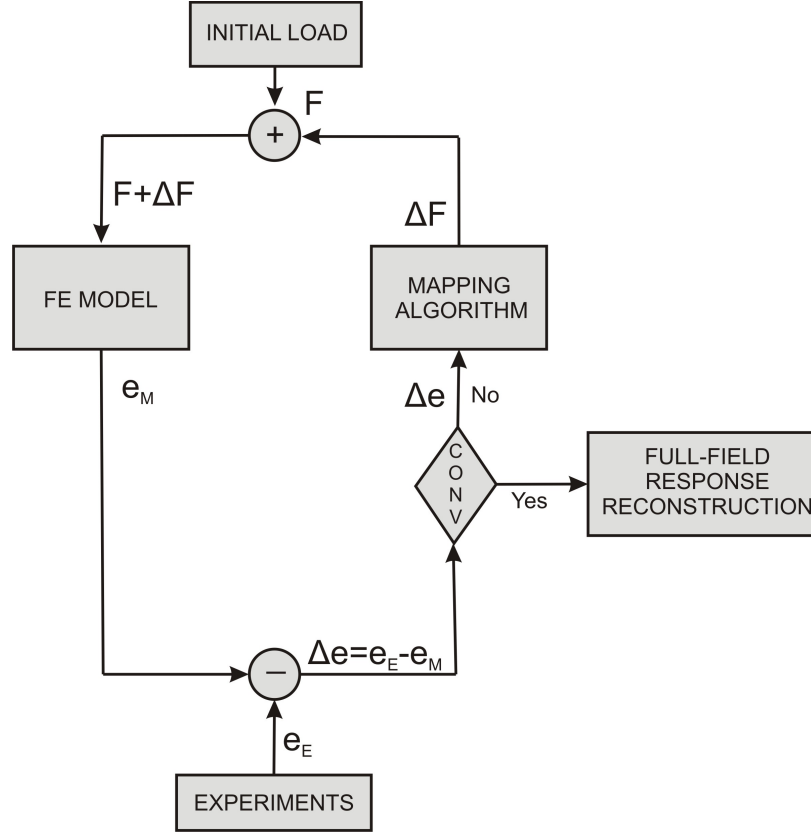 INITIAL LOAD
F
+
F+ΔF
ΔF
FE MODEL
MAPPING
ALGORITHM
e_M
Δe
No
CONV
Yes
FULL-FIELD
RESPONSE
RECONSTRUCTION
−
Δe=e_E-e_M
e_E
EXPERIMENTS